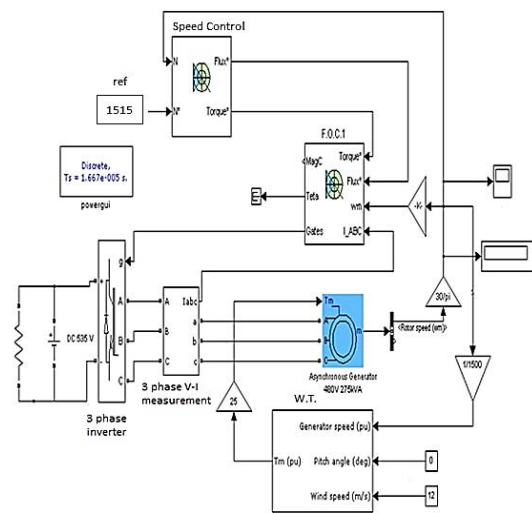 Speed Control
N
Flux*
ref
1515
N*
Torque*
F.O.C.1
<MagC
Torque*
Discrete,
Ts = 1.667e-005 s.
powergui
Flux*
Teta
wm
-K-
Gates
I_ABC
g
+
A
A
Iabc
a
Tm
30/pi
DC 535 V
B
B
b
A
B
m
<Rotor speed (wm)>
-
C
C
c
C
3 phase V-I
measurement
Asynchronous Generator
480V 275kVA
1/1500
3 phase
inverter
25
W.T.
Generator speed (pu)
Tm (pu)
Pitch angle (deg)
0
Wind speed (m/s)
12